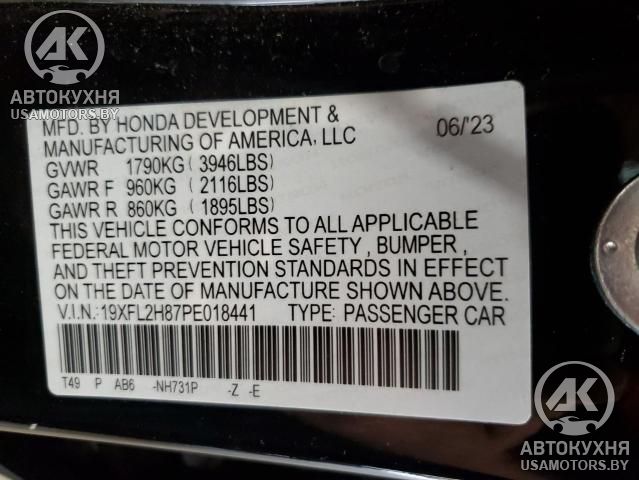 AK
АВТОКУХНЯ
USAMOTORS.BY
MFD. BY HONDA DEVELOPMENT & 06/'23
MANUFACTURING OF AMERICA, LLC
GVWR 1790KG ( 3946LBS)
GAWR F 960KG ( 2116LBS)
GAWR R 860KG ( 1895LBS)
THIS VEHICLE CONFORMS TO ALL APPLICABLE
FEDERAL MOTOR VEHICLE SAFETY , BUMPER ,
AND THEFT PREVENTION STANDARDS IN EFFECT
ON THE DATE OF MANUFACTURE SHOWN ABOVE.
V.I.N.:19XFL2H87PE018441 TYPE: PASSENGER CAR
T49 P AB6 -NH731P -Z -E
AK
АВТОКУХНЯ
USAMOTORS.BY